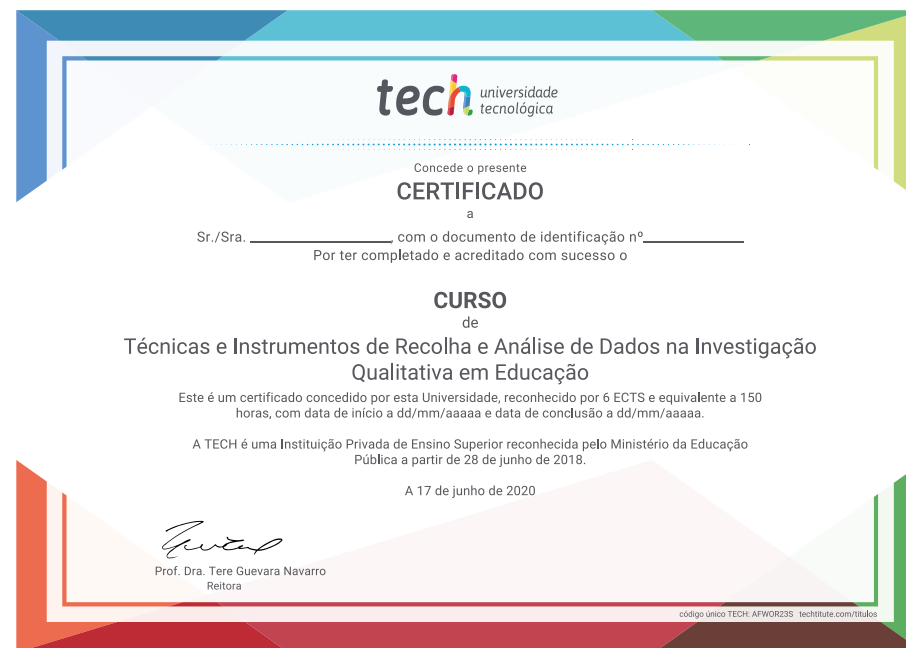 tech universidade
tecnológica
Concede o presente
CERTIFICADO
a
Sr./Sra. ____________________, com o documento de identificação nº______________
Por ter completado e acreditado com sucesso o
CURSO
de
Técnicas e Instrumentos de Recolha e Análise de Dados na Investigação
Qualitativa em Educação
Este é um certificado concedido por esta Universidade, reconhecido por 6 ECTS e equivalente a 150
horas, com data de início a dd/mm/aaaaa e data de conclusão a dd/mm/aaaaa.
A TECH é uma Instituição Privada de Ensino Superior reconhecida pelo Ministério da Educação
Pública a partir de 28 de junho de 2018.
A 17 de junho de 2020
Prof. Dra. Tere Guevara Navarro
Reitora
código único TECH: AFWOR23S techtitute.com/titulos